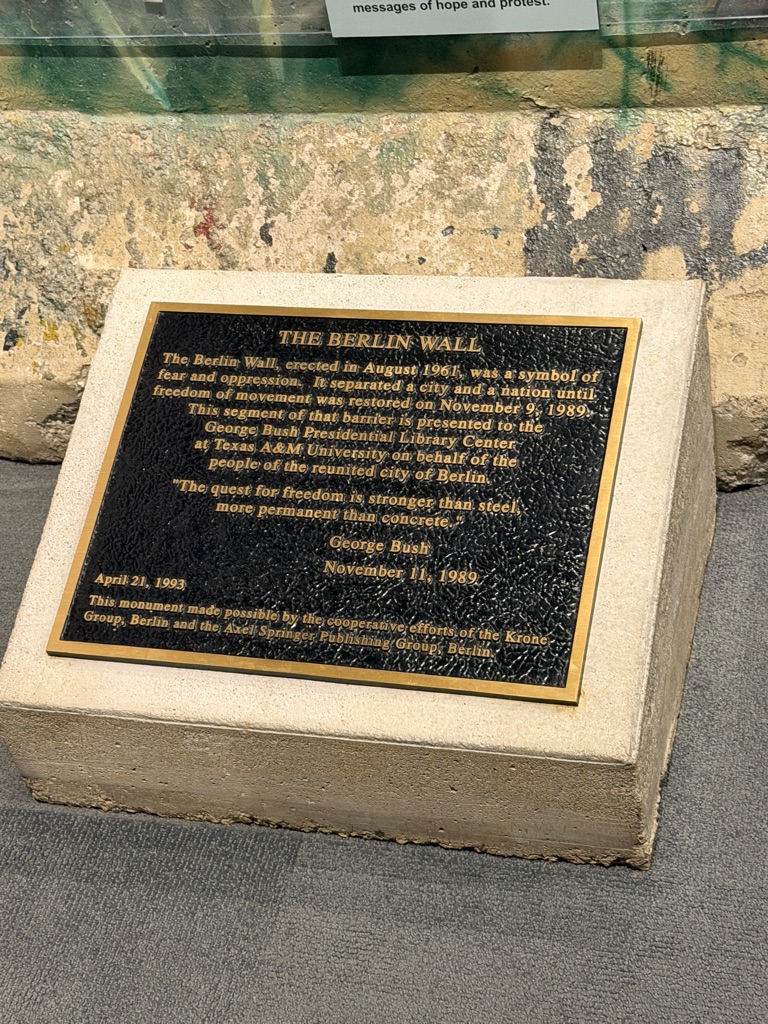 messages of hope and protest.
THE BERLIN WALL
The Berlin Wall, erected in August 1961, was a symbol of
fear and oppression. It separated a city and a nation until
freedom of movement was restored on November 9, 1989.
This segment of that barrier is presented to the
George Bush Presidential Library Center
at Texas A&M University on behalf of the
people of the reunited city of Berlin.
"The quest for freedom is stronger than steel,
more permanent than concrete."
George Bush
November 11, 1989
April 21, 1993
This monument made possible by the cooperative efforts of the Krone
Group, Berlin and the Axel Springer Publishing Group, Berlin.